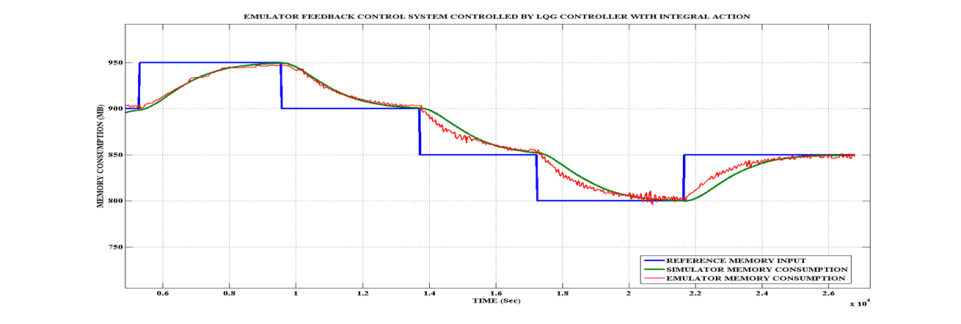 EMULATOR FEEDBACK CONTROL SYSTEM CONTROLLED BY LQG CONTROLLER WITH INTEGRAL ACTION
MEMORY CONSUMPTION (MB)
950
900
850
800
750
0.6
0.8
1
1.2
1.4
1.6
1.8
2
2.2
2.4
2.6
x 10⁴
TIME (Sec)
REFERENCE MEMORY INPUT
SIMULATOR MEMORY CONSUMPTION
EMULATOR MEMORY CONSUMPTION